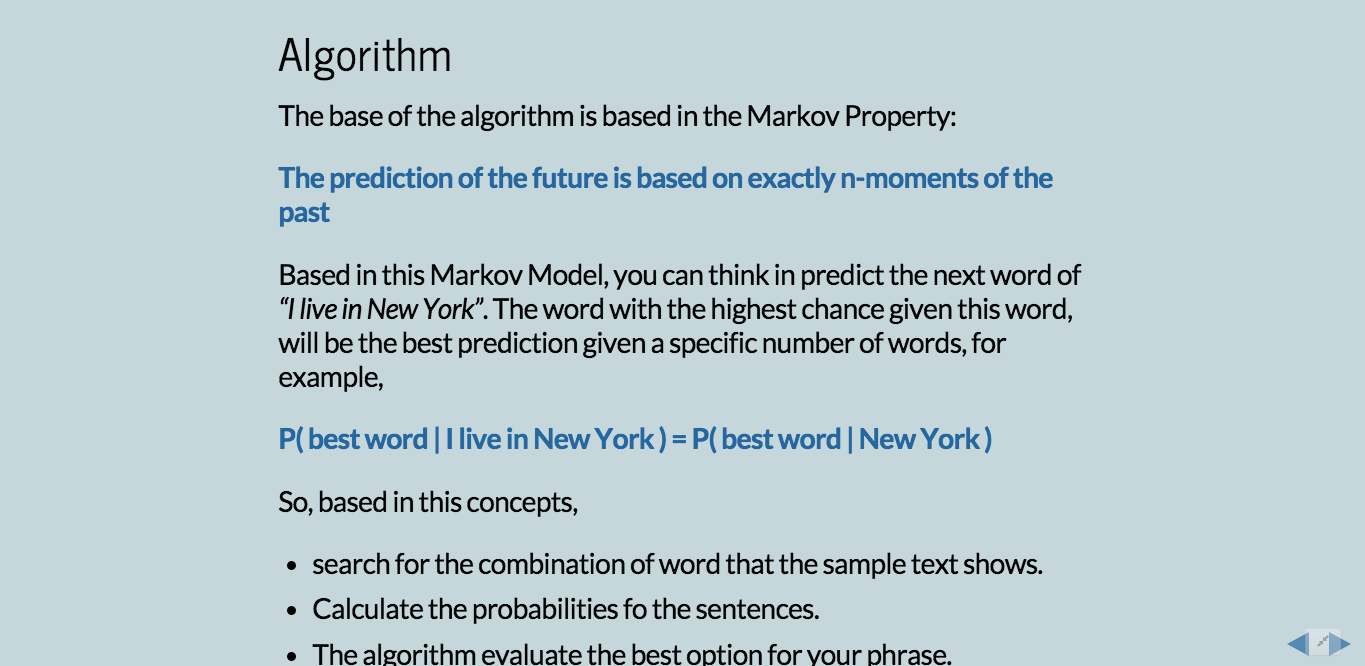 Algorithm
The base of the algorithm is based in the Markov Property:
The prediction of the future is based on exactly n-moments of the
past
Based in this Markov Model, you can think in predict the next word of
“I live in New York”. The word with the highest chance given this word,
will be the best prediction given a specific number of words, for
example,
P( best word | I live in New York ) = P( best word | New York )
So, based in this concepts,
• search for the combination of word that the sample text shows.
• Calculate the probabilities fo the sentences.
• The algorithm evaluate the best option for your phrase.